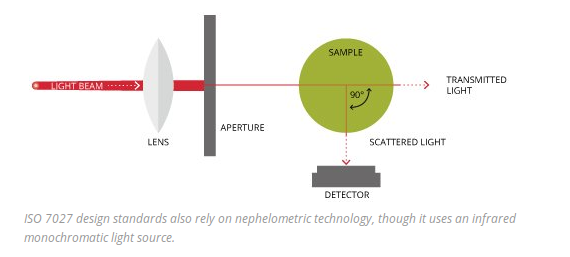 SAMPLE
LIGHT BEAM
TRANSMITTED
LIGHT
90°
APERTURE
LENS
SCATTERED LIGHT
DETECTOR
ISO 7027 design standards also rely on nephelometric technology, though it uses an infrared
monochromatic light source.